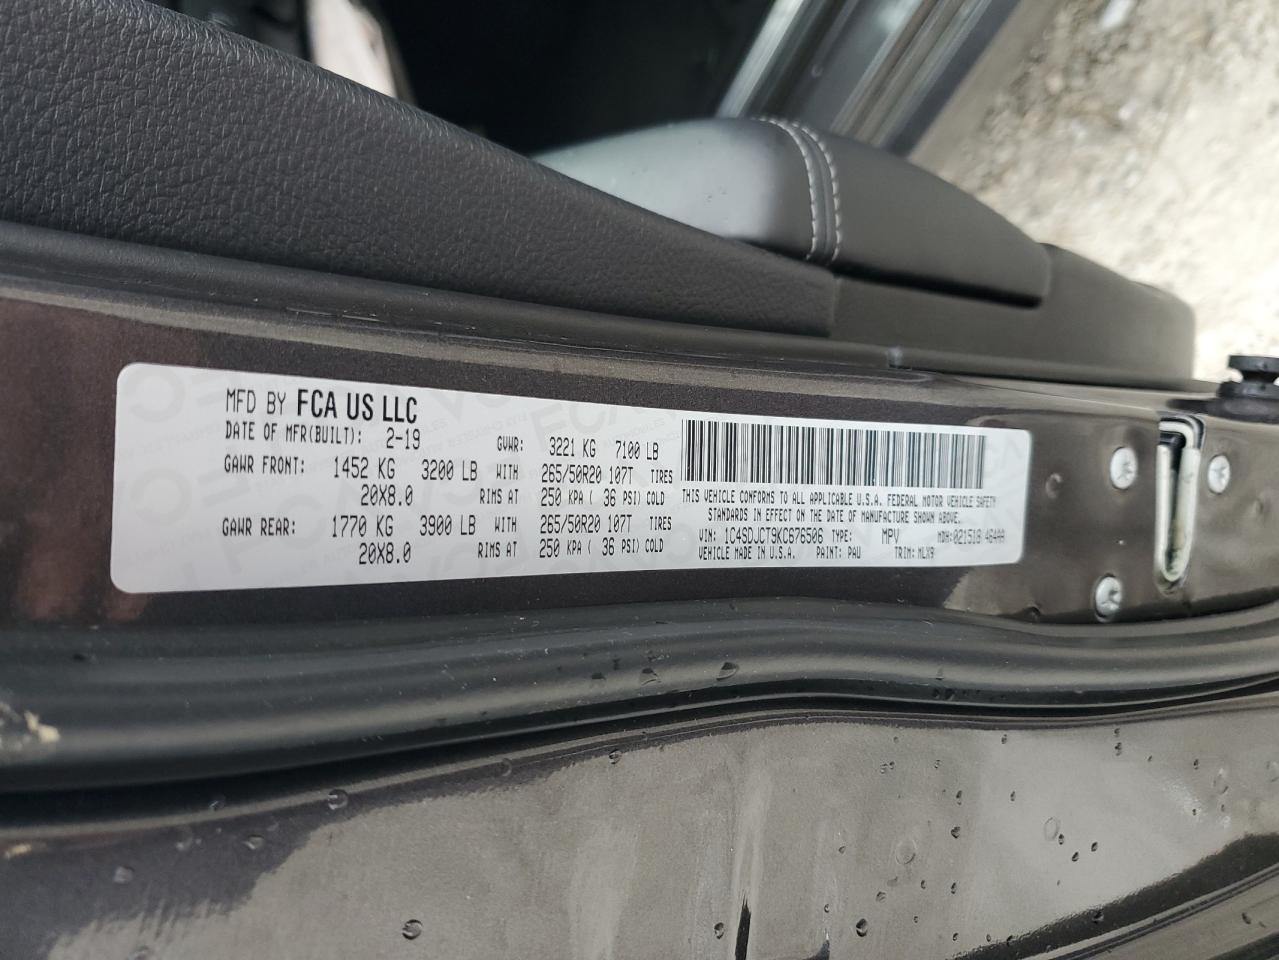 MFD BY FCA US LLC
DATE OF MFR(BUILT): 2-19 GVWR: 3221 KG 7100 LB
GAWR FRONT: 1452 KG 3200 LB WITH 265/50R20 107T TIRES
20X8.0 RIMS AT 250 KPA ( 36 PSI) COLD
GAWR REAR: 1770 KG 3900 LB WITH 265/50R20 107T TIRES
20X8.0 RIMS AT 250 KPA ( 36 PSI) COLD
THIS VEHICLE CONFORMS TO ALL APPLICABLE U.S.A. FEDERAL MOTOR VEHICLE SAFETY
STANDARDS IN EFFECT ON THE DATE OF MANUFACTURE SHOWN ABOVE.
VIN: 1C4SDJCT9KC676506 TYPE: MPV MDH:021518 464AA
VEHICLE MADE IN U.S.A. PAINT: PAU TRIM: MLX9